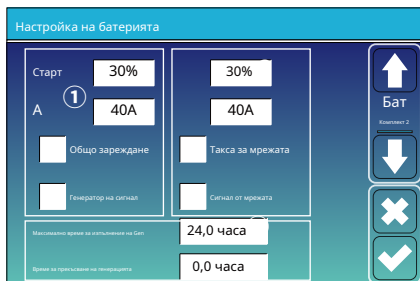 Настройка на батерията
Старт 30% 30%
① A 40A 40A
Общо зареждане Такса за мрежата
Генератор на сигнал Сигнал от мрежата
Максимално време за изпълнение на Gen 24,0 часа
Време за прекъсване на генерацията 0,0 часа
Бат
Комплект 2